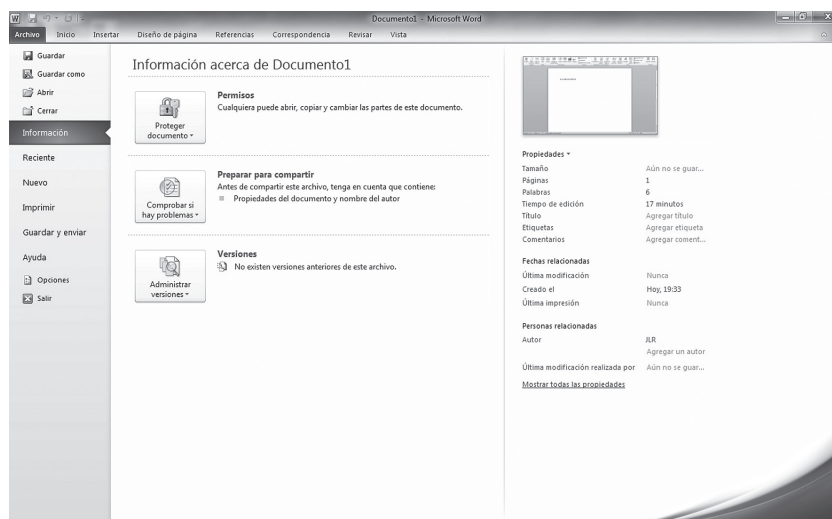 Documento1 - Microsoft Word
Archivo Inicio Insertar Diseño de página Referencias Correspondencia Revisar Vista
Guardar
Guardar como
Abrir
Cerrar
Información
Reciente
Nuevo
Imprimir
Guardar y enviar
Ayuda
Opciones
Salir
Información acerca de Documento1
Proteger
documento
Permisos
Cualquiera puede abrir, copiar y cambiar las partes de este documento.
Comprobar si
hay problemas
Preparar para compartir
Antes de compartir este archivo, tenga en cuenta que contiene:
Propiedades del documento y nombre del autor
Administrar
versiones
Versiones
No existen versiones anteriores de este archivo.
Propiedades
Tamaño Aún no se guar...
Páginas 1
Palabras 6
Tiempo de edición 17 minutos
Título Agregar título
Etiquetas Agregar etiqueta
Comentarios Agregar coment...
Fechas relacionadas
Última modificación Nunca
Creado el Hoy, 19:33
Última impresión Nunca
Personas relacionadas
Autor JLR
Agregar un autor
Última modificación realizada por Aún no se guar...
Mostrar todas las propiedades